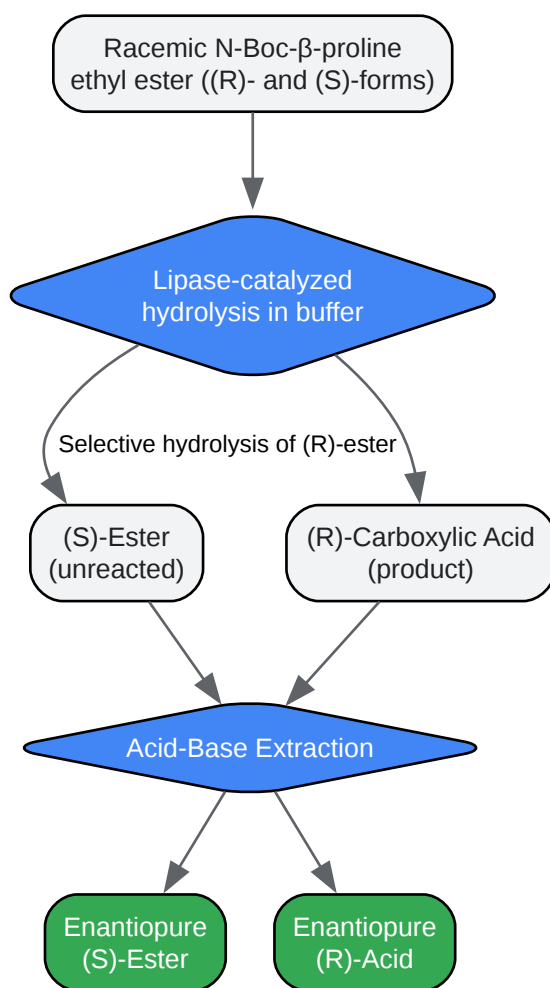 Racemic N-Boc-β-proline
ethyl ester ((R)- and (S)-forms)
Lipase-catalyzed
hydrolysis in buffer
Selective hydrolysis of (R)-ester
(S)-Ester
(unreacted)
(R)-Carboxylic Acid
(product)
Acid-Base Extraction
Enantiopure
(S)-Ester
Enantiopure
(R)-Acid